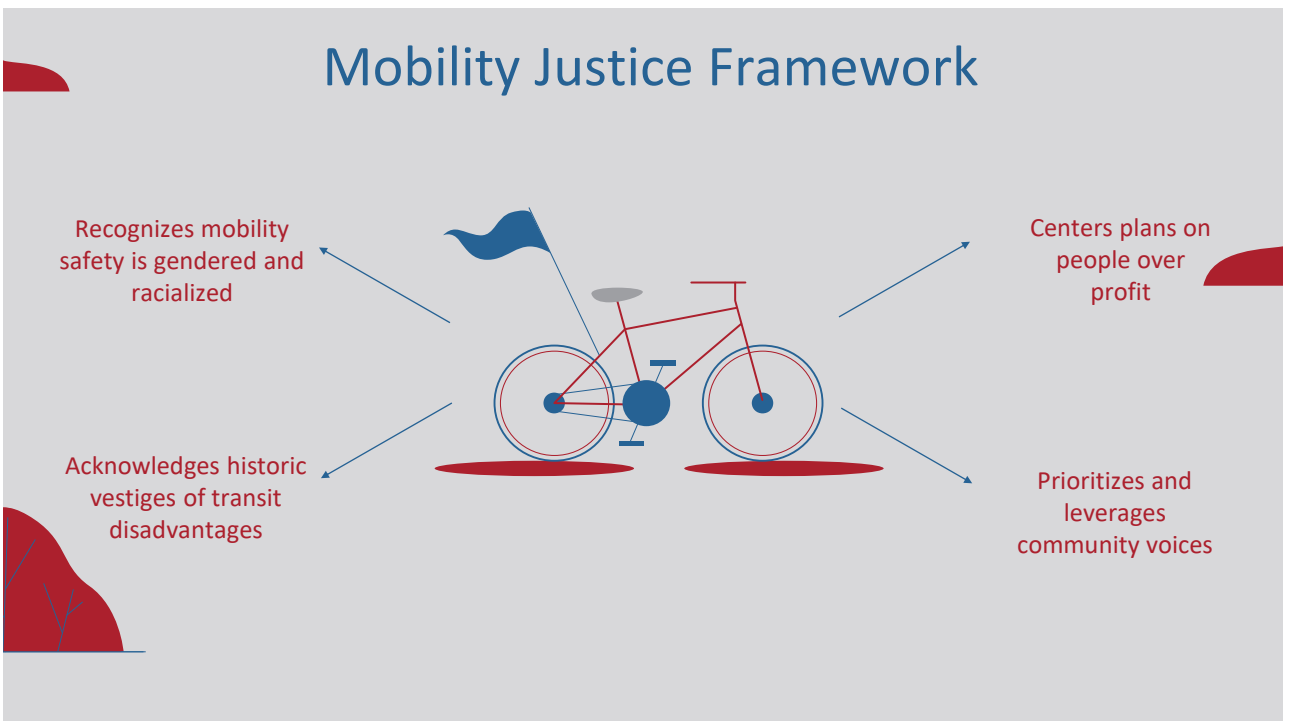 Mobility Justice Framework
Recognizes mobility
safety is gendered and
racialized
Centers plans on
people over
profit
Acknowledges historic
vestiges of transit
disadvantages
Prioritizes and
leverages
community voices